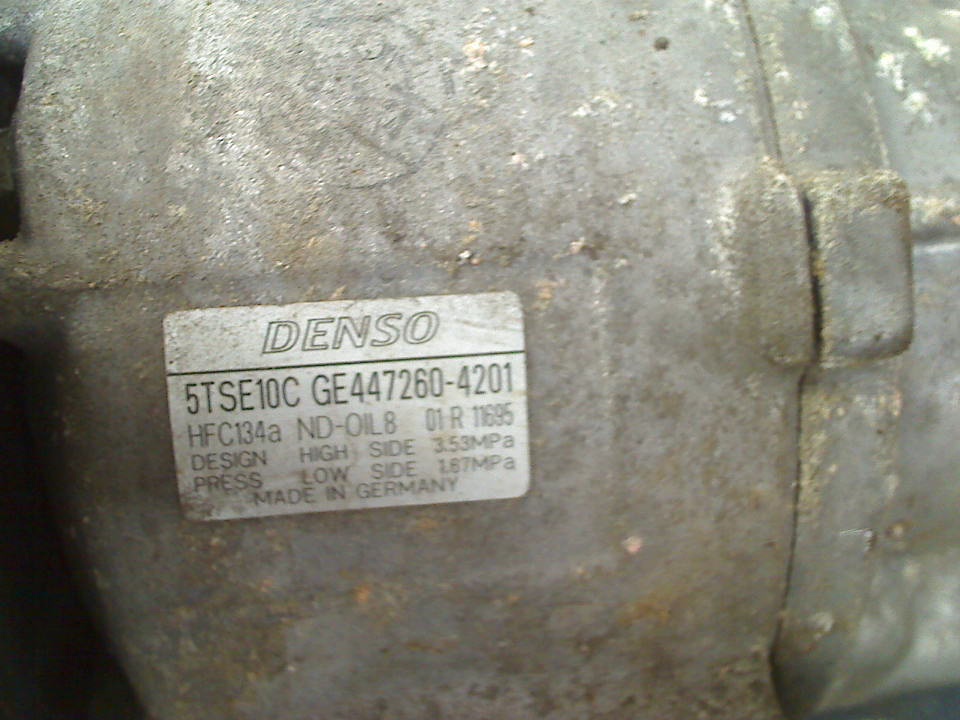 DENSO
5TSE10C GE447260-4201
HFC134a ND-OIL8 01-R 11695
DESIGN HIGH SIDE 3.53MPa
PRESS LOW SIDE 1.67MPa
MADE IN GERMANY